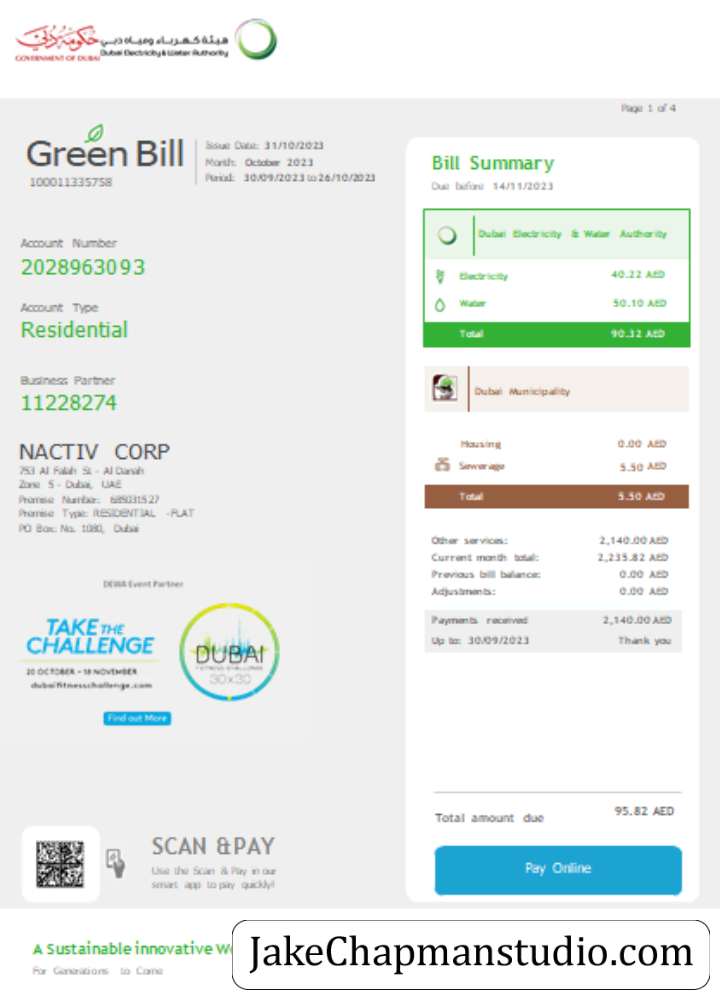 حكومة دبي
GOVERNMENT OF DUBAI
هيئة كهرباء ومياه دبي
Dubai Electricity & Water Authority
Page 1 of 4
Green Bill
100011335758
Issue Date: 31/10/2023
Month: October 2023
Period: 30/09/2023 to 26/10/2023
Account Number
2028963093
Account Type
Residential
Business Partner
11228274
NACTIV CORP
753 Al Falah St - Al Danah
Zone 5 - Dubai, UAE
Premise Number: 685031527
Premise Type: RESIDENTIAL -FLAT
PO Box: No. 1080, Dubai
DEWA Event Partner
TAKE THE
CHALLENGE
20 OCTOBER - 18 NOVEMBER
dubaifitnesschallenge.com
DUBAI
FITNESS CHALLENGE
30x30
Find out More
SCAN & PAY
Use the Scan & Pay in our
smart app to pay quickly!
Bill Summary
Due before 14/11/2023
Dubai Electricity & Water Authority
Electricity 40.22 AED
Water 50.10 AED
Total 90.32 AED
Dubai Municipality
Housing 0.00 AED
Sewerage 5.50 AED
Total 5.50 AED
Other services: 2,140.00 AED
Current month total: 2,235.82 AED
Previous bill balance: 0.00 AED
Adjustments: 0.00 AED
Payments received 2,140.00 AED
Up to: 30/09/2023 Thank you
Total amount due 95.82 AED
Pay Online
A Sustainable innovative
For Generations to Come
JakeChapmanstudio.com